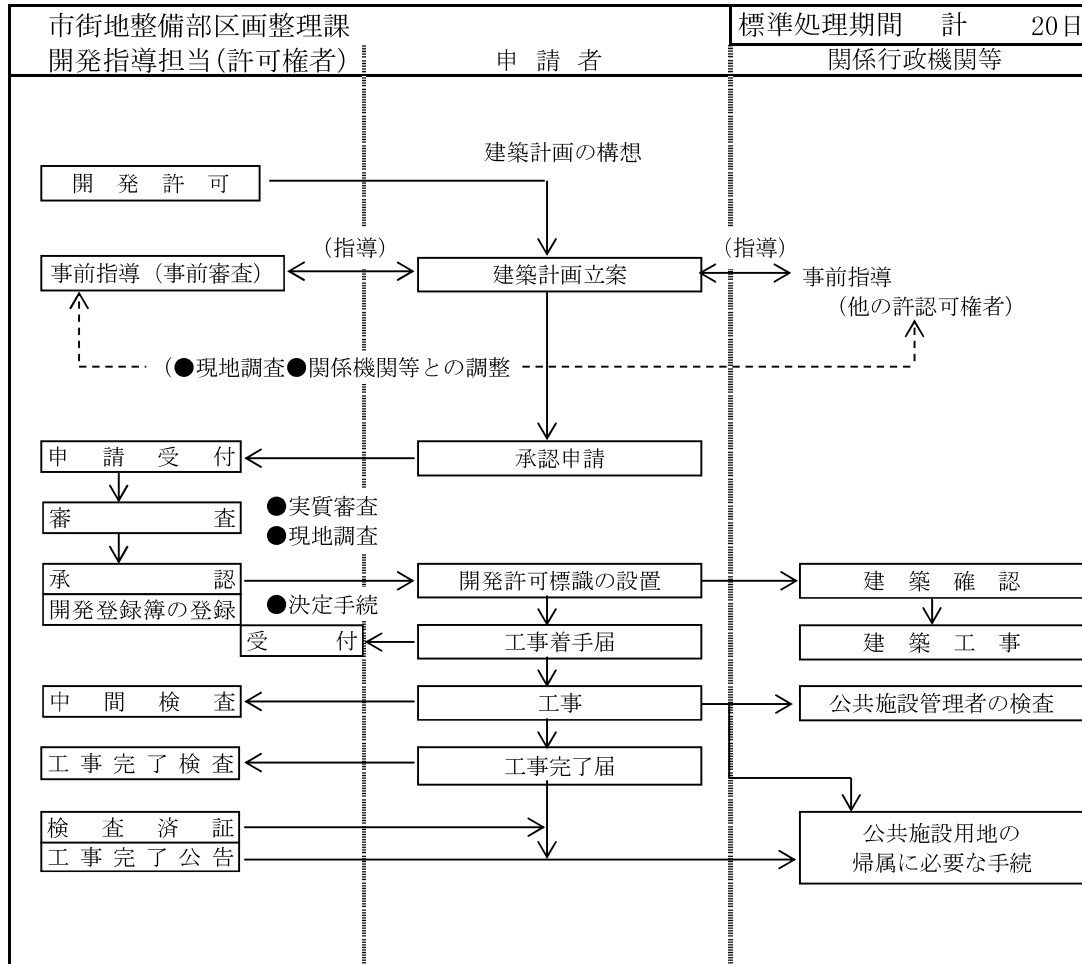 市街地整備部区画整理課
開発指導担当(許可権者)
申請者
標準処理期間 計 20日
関係行政機関等
建築計画の構想
開発許可
(指導)
(指導)
事前指導(事前審査)
建築計画立案
事前指導
(他の許認可権者)
(●現地調査●関係機関等との調整
申請受付
承認申請
審査
●実質審査
●現地調査
承認
開発許可標識の設置
建築確認
開発登録簿の登録
●決定手続
受付
工事着手届
建築工事
中間検査
工事
公共施設管理者の検査
工事完了検査
工事完了届
検査済証
工事完了公告
公共施設用地の
帰属に必要な手続